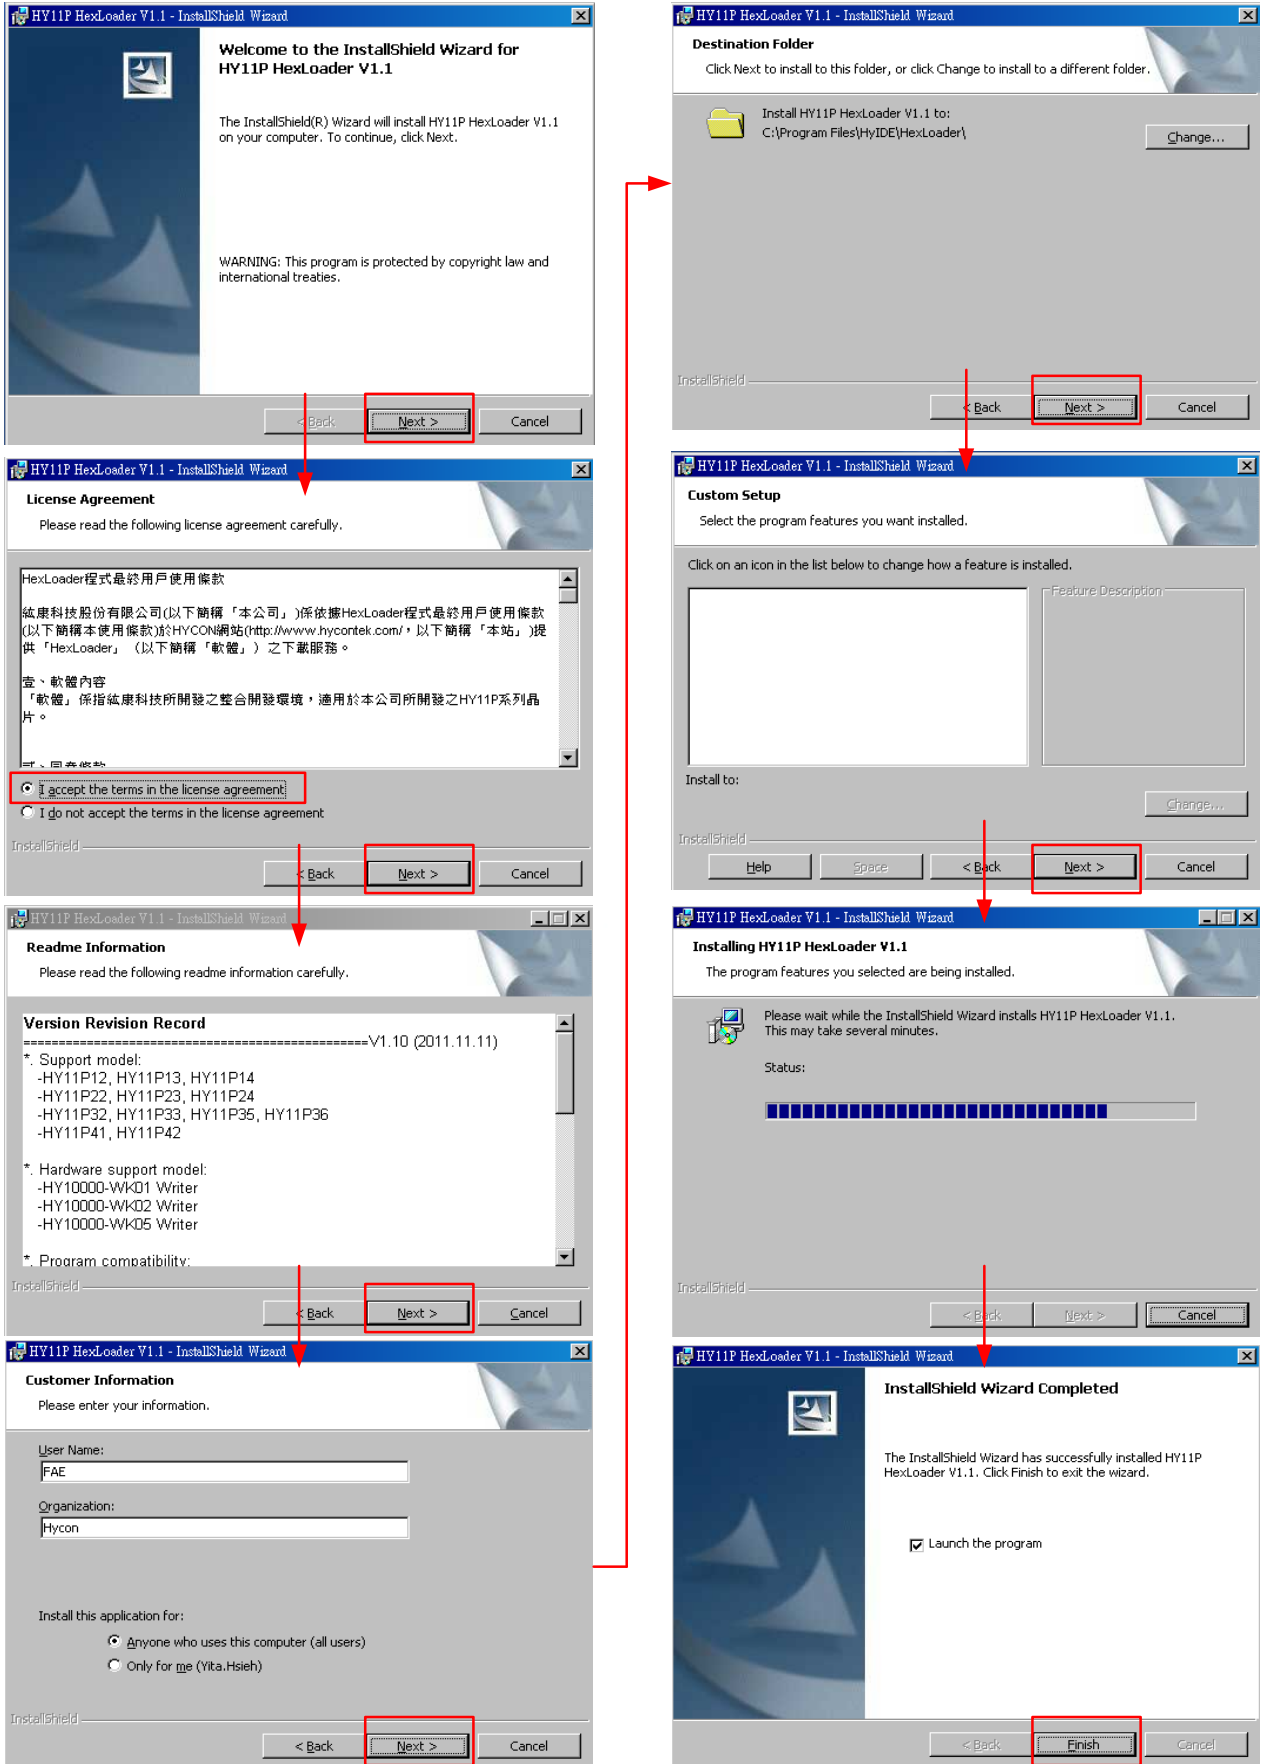 HY11P HexLoader V1.1 - InstallShield Wizard
Welcome to the InstallShield Wizard for
HY11P HexLoader V1.1
The InstallShield(R) Wizard will install HY11P HexLoader V1.1
on your computer. To continue, click Next.
WARNING: This program is protected by copyright law and
international treaties.
< Back
Next >
Cancel
HY11P HexLoader V1.1 - InstallShield Wizard
License Agreement
Please read the following license agreement carefully.
HexLoader程式最終用戶使用條款
紘康科技股份有限公司(以下簡稱「本公司」)係依據HexLoader程式最終用戶使用條款
(以下簡稱本使用條款)於HYCON網站(http://www.hycontek.com/，以下簡稱「本站」)提
供「HexLoader」（以下簡稱「軟體」）之下載服務。
壹、軟體內容
「軟體」係指紘康科技所開發之整合開發環境，適用於本公司所開發之HY11P系列晶
片。
貳、同意條款
I accept the terms in the license agreement
I do not accept the terms in the license agreement
InstallShield
< Back
Next >
Cancel
HY11P HexLoader V1.1 - InstallShield Wizard
Readme Information
Please read the following readme information carefully.
Version Revision Record
=================================================V1.10 (2011.11.11)
*. Support model:
-HY11P12, HY11P13, HY11P14
-HY11P22, HY11P23, HY11P24
-HY11P32, HY11P33, HY11P35, HY11P36
-HY11P41, HY11P42
*. Hardware support model:
-HY10000-WK01 Writer
-HY10000-WK02 Writer
-HY10000-WK05 Writer
*. Program compatibility:
InstallShield
< Back
Next >
Cancel
HY11P HexLoader V1.1 - InstallShield Wizard
Customer Information
Please enter your information.
User Name:
FAE
Organization:
Hycon
Install this application for:
Anyone who uses this computer (all users)
Only for me (Yita.Hsieh)
InstallShield
< Back
Next >
Cancel
HY11P HexLoader V1.1 - InstallShield Wizard
Destination Folder
Click Next to install to this folder, or click Change to install to a different folder.
Install HY11P HexLoader V1.1 to:
C:\Program Files\HyIDE\HexLoader\
Change...
InstallShield
< Back
Next >
Cancel
HY11P HexLoader V1.1 - InstallShield Wizard
Custom Setup
Select the program features you want installed.
Click on an icon in the list below to change how a feature is installed.
Feature Description
Install to:
Change...
InstallShield
Help
Space
< Back
Next >
Cancel
HY11P HexLoader V1.1 - InstallShield Wizard
Installing HY11P HexLoader V1.1
The program features you selected are being installed.
Please wait while the InstallShield Wizard installs HY11P HexLoader V1.1.
This may take several minutes.
Status:
InstallShield
< Back
Next >
Cancel
HY11P HexLoader V1.1 - InstallShield Wizard
InstallShield Wizard Completed
The InstallShield Wizard has successfully installed HY11P
HexLoader V1.1. Click Finish to exit the wizard.
Launch the program
< Back
Finish
Cancel